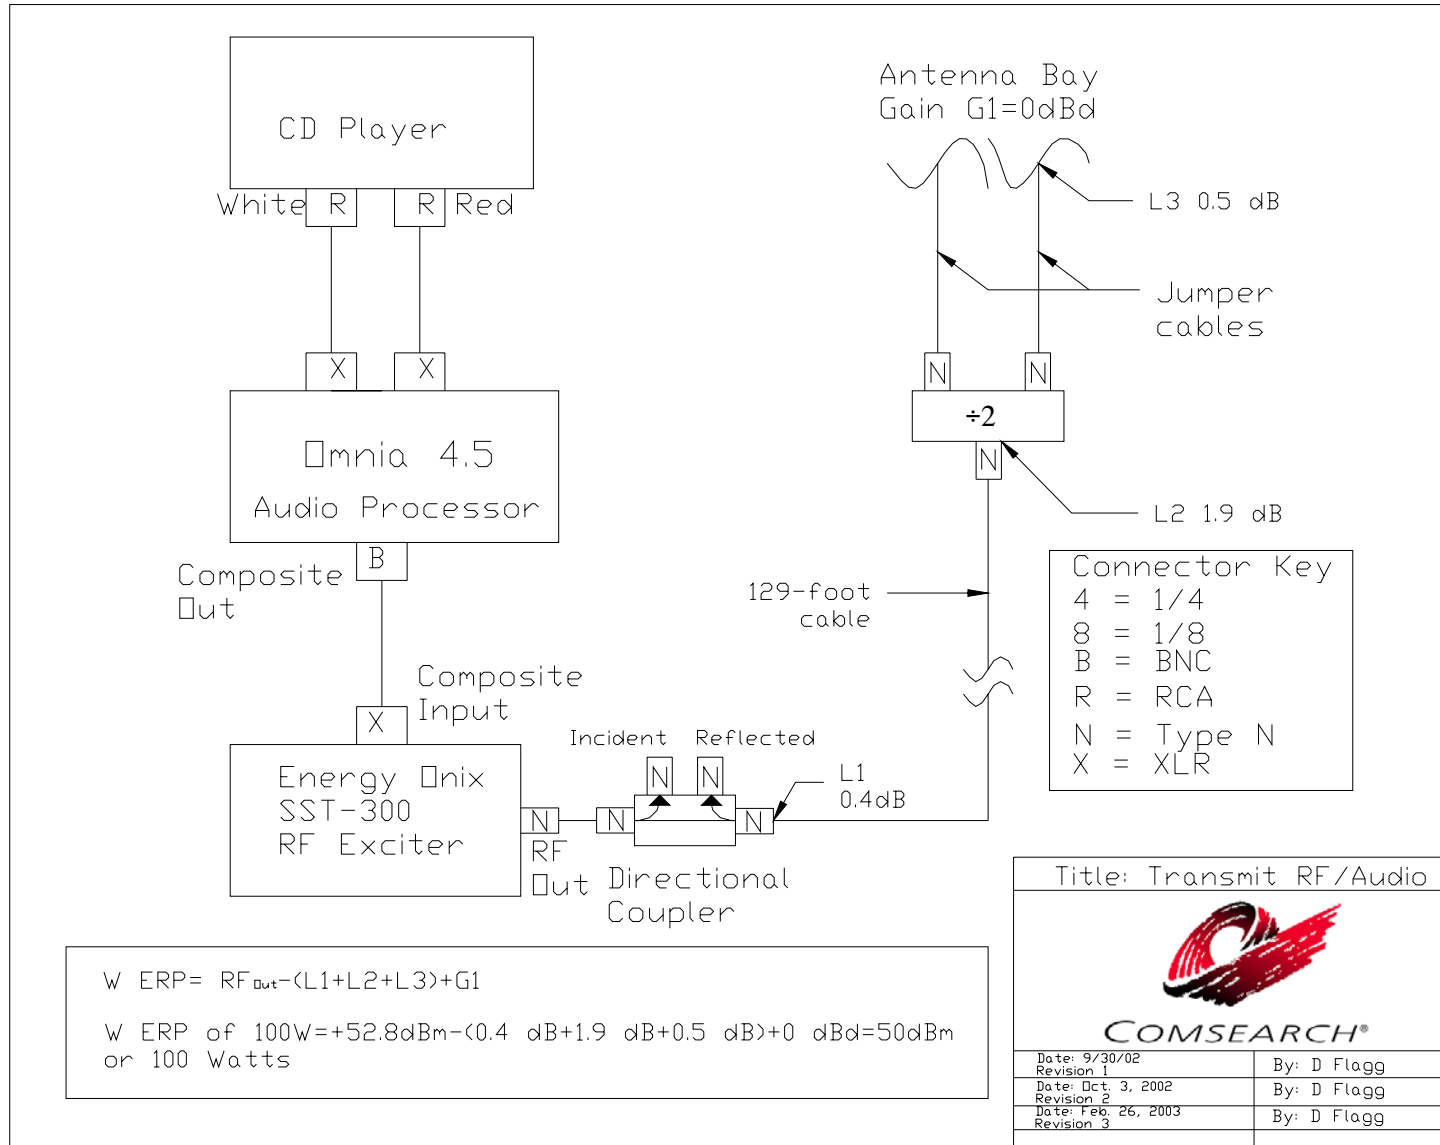 CD Player
White R R Red
X X
Omnia 4.5
Audio Processor
B
Composite
Out
Composite
Input
X
Energy Onix
SST-300
RF Exciter
N
RF
Out
Incident Reflected
N N
N N
Directional
Coupler
L1
0.4dB
Antenna Bay
Gain G1=0dBd
L3 0.5 dB
Jumper
cables
N N
÷2
N
L2 1.9 dB
129-foot
cable
Connector Key
4 = 1/4
8 = 1/8
B = BNC
R = RCA
N = Type N
X = XLR
W ERP= RFOut-(L1+L2+L3)+G1
W ERP of 100W=+52.8dBm-(0.4 dB+1.9 dB+0.5 dB)+0 dBd=50dBm
or 100 Watts
Title: Transmit RF/Audio
COMSEARCH®
Date: 9/30/02
Revision 1
By: D Flagg
Date: Oct. 3, 2002
Revision 2
By: D Flagg
Date: Feb. 26, 2003
Revision 3
By: D Flagg